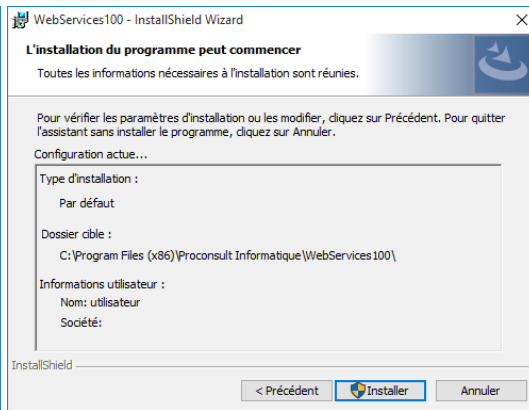 WebServices100 - InstallShield Wizard
L'installation du programme peut commencer
Toutes les informations nécessaires à l'installation sont réunies.
Pour vérifier les paramètres d'installation ou les modifier, cliquez sur Précédent. Pour quitter
l'assistant sans installer le programme, cliquez sur Annuler.
Configuration actue...
Type d'installation :
Par défaut
Dossier cible :
C:\Program Files (x86)\Proconsult Informatique\WebServices100\
Informations utilisateur :
Nom: utilisateur
Société:
InstallShield
< Précédent Installer Annuler